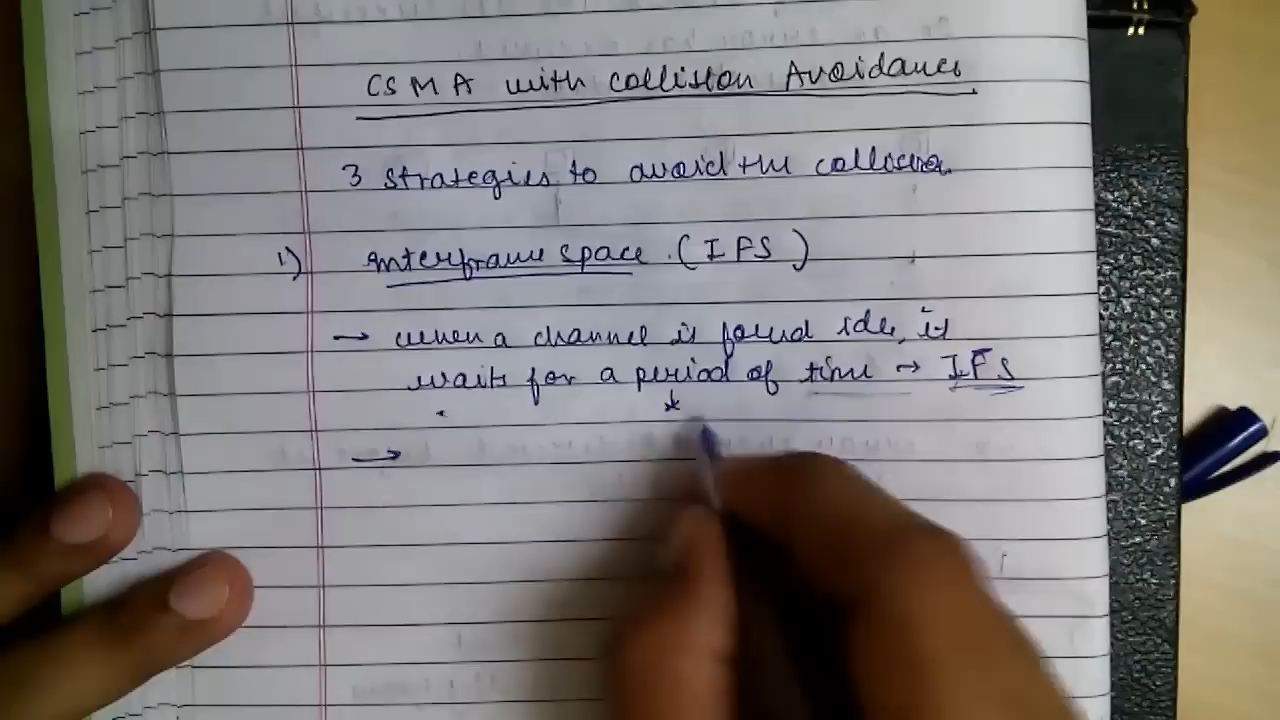 CSMA with collision Avoidance
3 strategies to avoid the collision.
1) Interframe space. (IFS)
→ when a channel is found idle, it
waits for a period of time → IFS
*
→